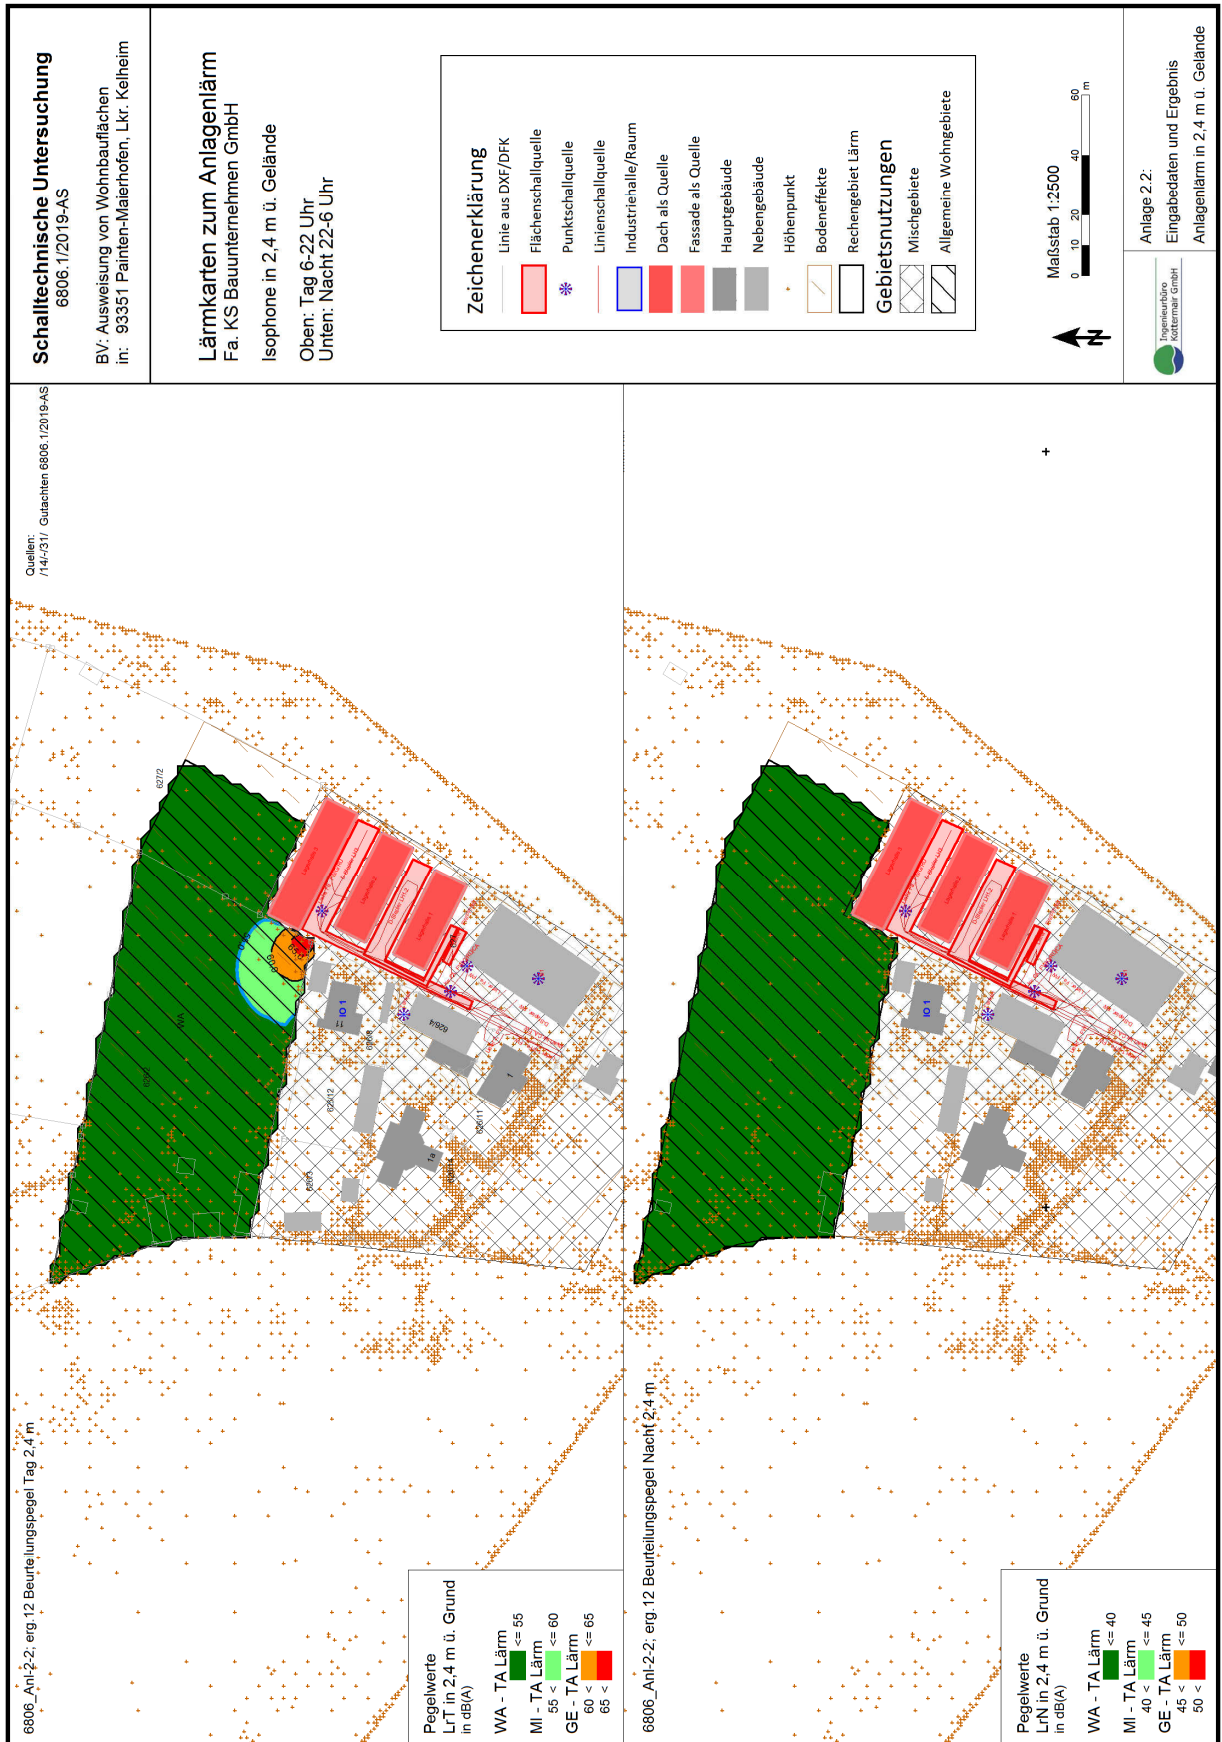 Schalltechnische Untersuchung
6806.1/2019-AS
BV: Ausweisung von Wohnbauflächen
in: 93351 Painten-Maierhofen, Lkr. Kelheim
Lärmkarten zum Anlagenlärm
Fa. KS Bauunternehmen GmbH
Isophone in 2,4 m ü. Gelände
Oben: Tag 6-22 Uhr
Unten: Nacht 22-6 Uhr
Zeichenerklärung
Linie aus DXF/DFK
Flächenschallquelle
Punktschallquelle
Linienschallquelle
Industriehalle/Raum
Dach als Quelle
Fassade als Quelle
Hauptgebäude
Nebengebäude
Höhenpunkt
Bodeneffekte
Rechengebiet Lärm
Gebietsnutzungen
Mischgebiete
Allgemeine Wohngebiete
N
Maßstab 1:2500
0 10 20 40 60
m
Ingenieurbüro
Kottermair GmbH
Anlage 2.2:
Eingabedaten und Ergebnis
Anlagenlärm in 2,4 m ü. Gelände
Quellen:
/14/-/31/ Gutachten 6806.1/2019-AS
6806_Anl-2-2; erg.12 Beurteilungspegel Tag 2,4 m
627/2
WA
IO 1
11
626/4
1
1a
Pegelwerte
LrT in 2,4 m ü. Grund
in dB(A)
WA - TA Lärm
<= 55
MI - TA Lärm
55 < <= 60
GE - TA Lärm
60 < <= 65
65 <
6806_Anl-2-2; erg.12 Beurteilungspegel Nacht 2,4 m
IO 1
Pegelwerte
LrN in 2,4 m ü. Grund
in dB(A)
WA - TA Lärm
<= 40
MI - TA Lärm
40 < <= 45
GE - TA Lärm
45 < <= 50
50 <